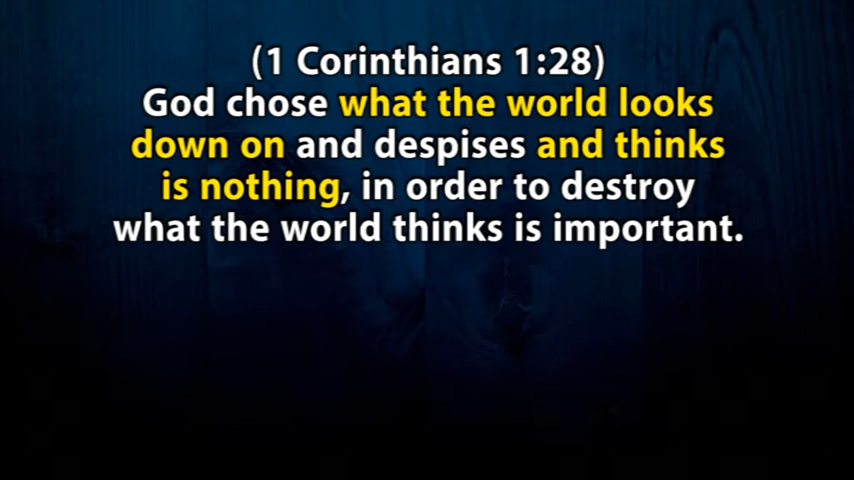 (1 Corinthians 1:28)
God chose what the world looks
down on and despises and thinks
is nothing, in order to destroy
what the world thinks is important.